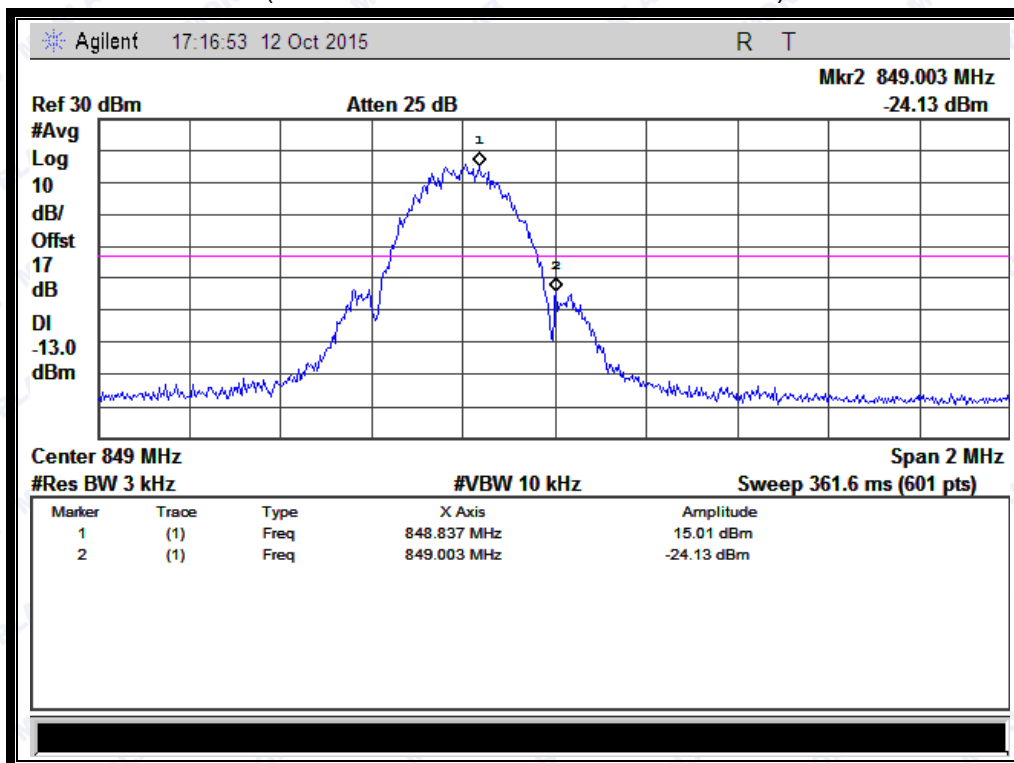 Agilent 17:16:53 12 Oct 2015 R T
Mkr2 849.003 MHz
Ref 30 dBm Atten 25 dB -24.13 dBm
#Avg
Log
10
dB/
Offst
17
dB
DI
-13.0
dBm
1
2
Center 849 MHz Span 2 MHz
#Res BW 3 kHz #VBW 10 kHz Sweep 361.6 ms (601 pts)
Marker Trace Type X Axis Amplitude
1 (1) Freq 848.837 MHz 15.01 dBm
2 (1) Freq 849.003 MHz -24.13 dBm